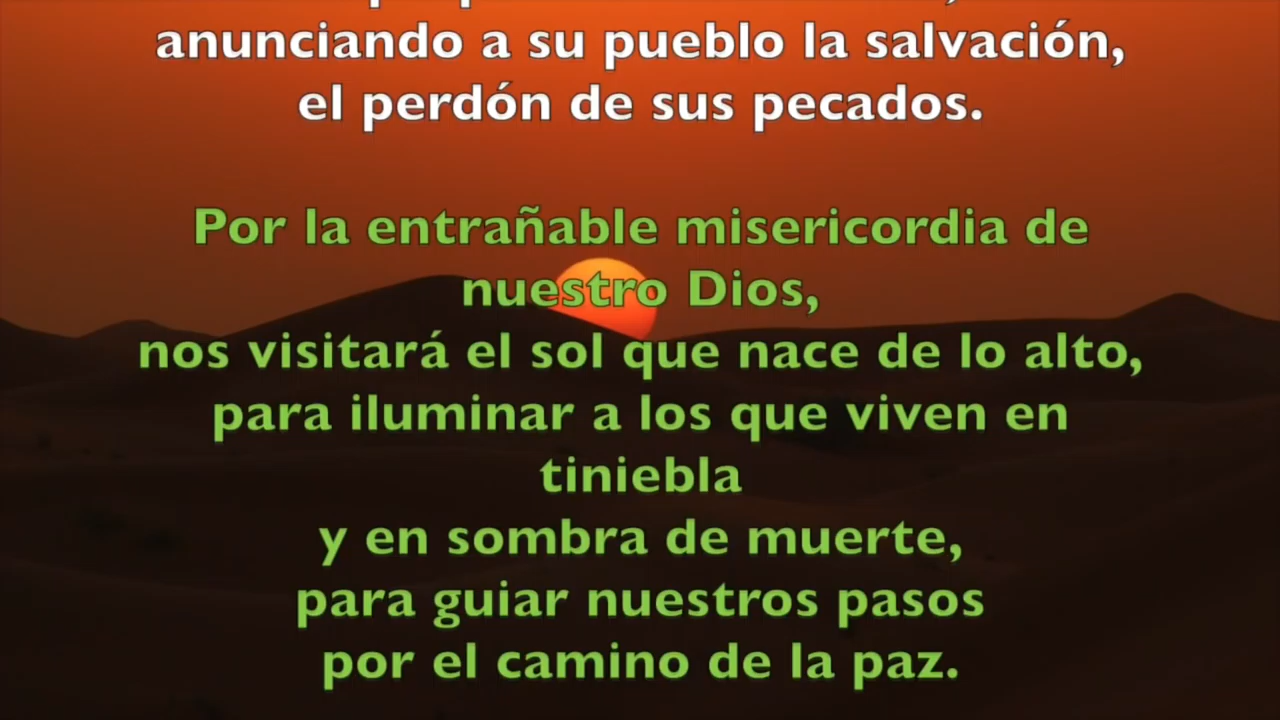 anunciando a su pueblo la salvación,
el perdón de sus pecados.
Por la entrañable misericordia de
nuestro Dios,
nos visitará el sol que nace de lo alto,
para iluminar a los que viven en
tiniebla
y en sombra de muerte,
para guiar nuestros pasos
por el camino de la paz.